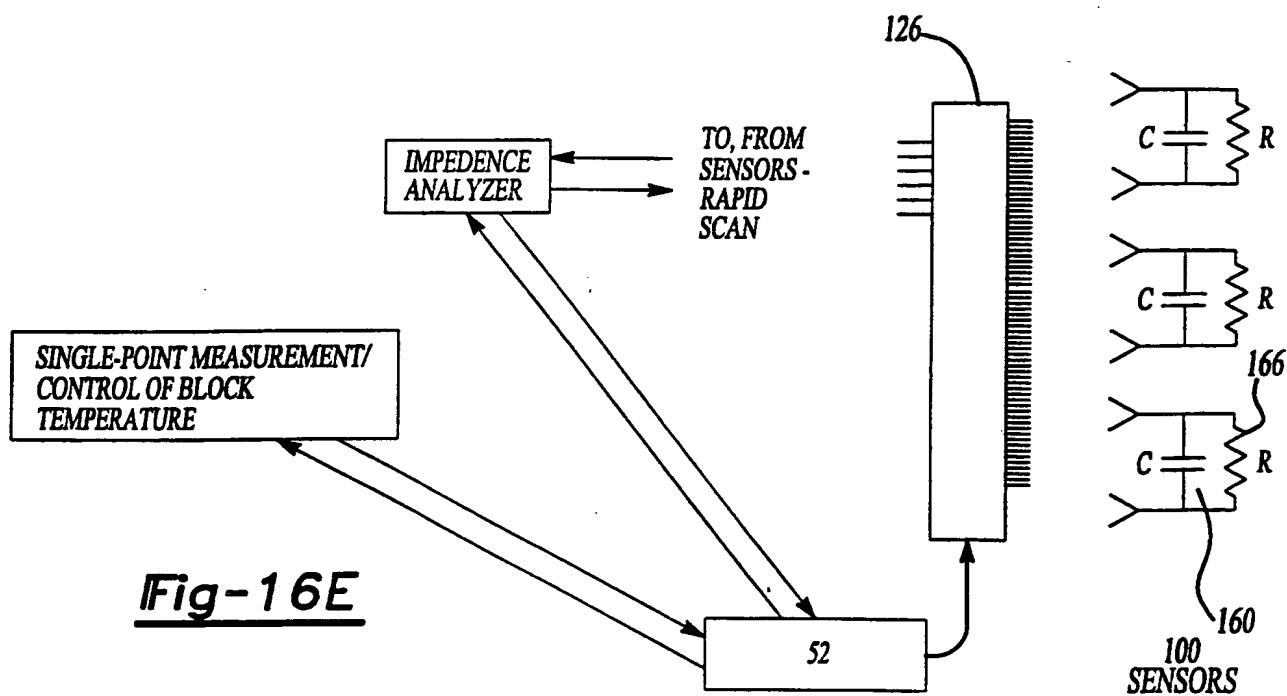 126
IMPEDENCE
ANALYZER
TO, FROM
SENSORS -
RAPID
SCAN
C
R
C
R
SINGLE-POINT MEASUREMENT/
CONTROL OF BLOCK
TEMPERATURE
166
C
R
Fig-16E
52
160
100
SENSORS